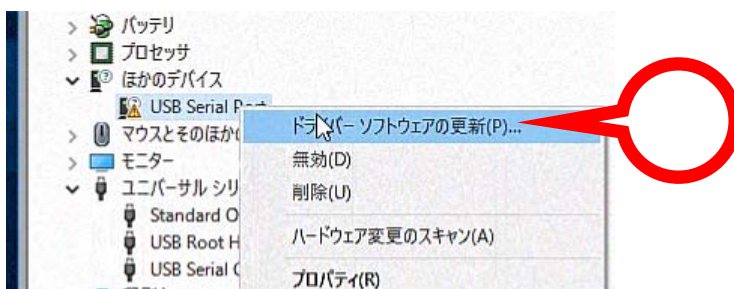 バッテリ
プロセッサ
ほかのデバイス
USB Serial Port
ドライバー ソフトウェアの更新(P)...
マウスとそのほかの
無効(D)
モニター
ユニバーサル シリ
削除(U)
Standard O
USB Root H
ハードウェア変更のスキャン(A)
USB Serial C
プロパティ(R)